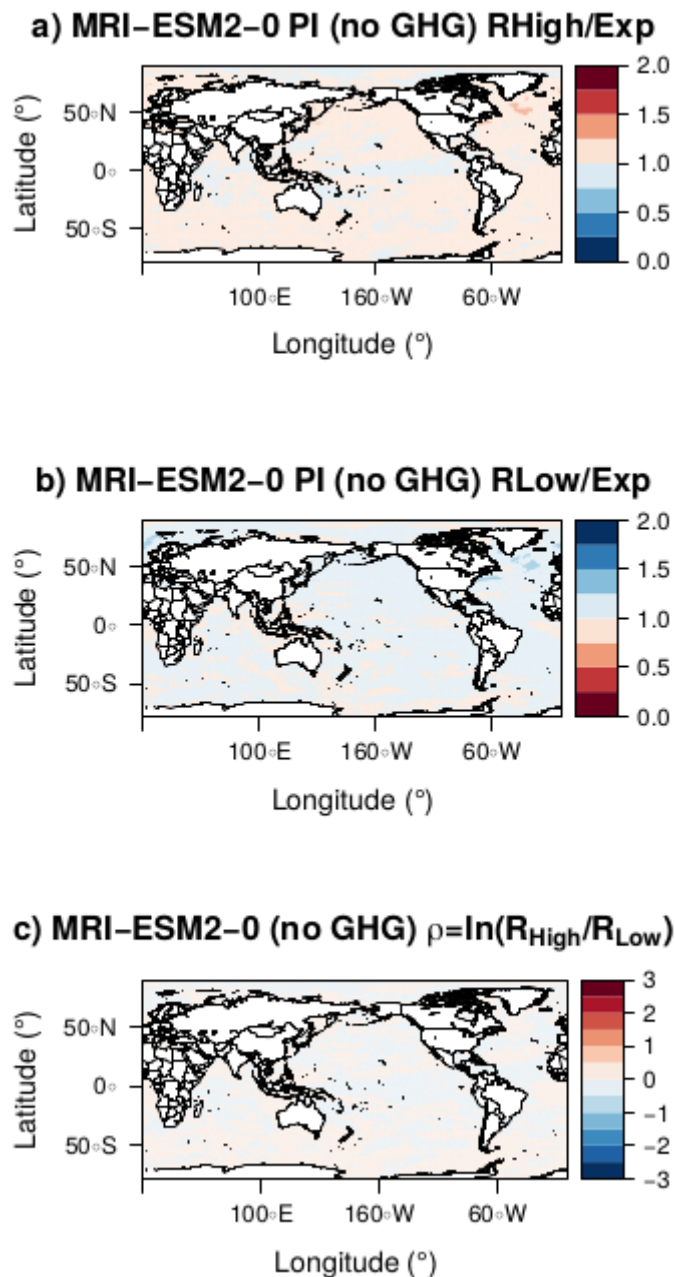 a) MRI−ESM2−0 PI (no GHG) RHigh/Exp
Latitude (°)
50◦N
0◦
50◦S
100◦E 160◦W 60◦W
Longitude (°)
2.0
1.5
1.0
0.5
0.0
b) MRI−ESM2−0 PI (no GHG) RLow/Exp
Latitude (°)
50◦N
0◦
50◦S
100◦E 160◦W 60◦W
Longitude (°)
2.0
1.5
1.0
0.5
0.0
c) MRI−ESM2−0 (no GHG) ρ=ln(R_High/R_Low)
Latitude (°)
50◦N
0◦
50◦S
100◦E 160◦W 60◦W
Longitude (°)
3
2
1
0
−1
−2
−3